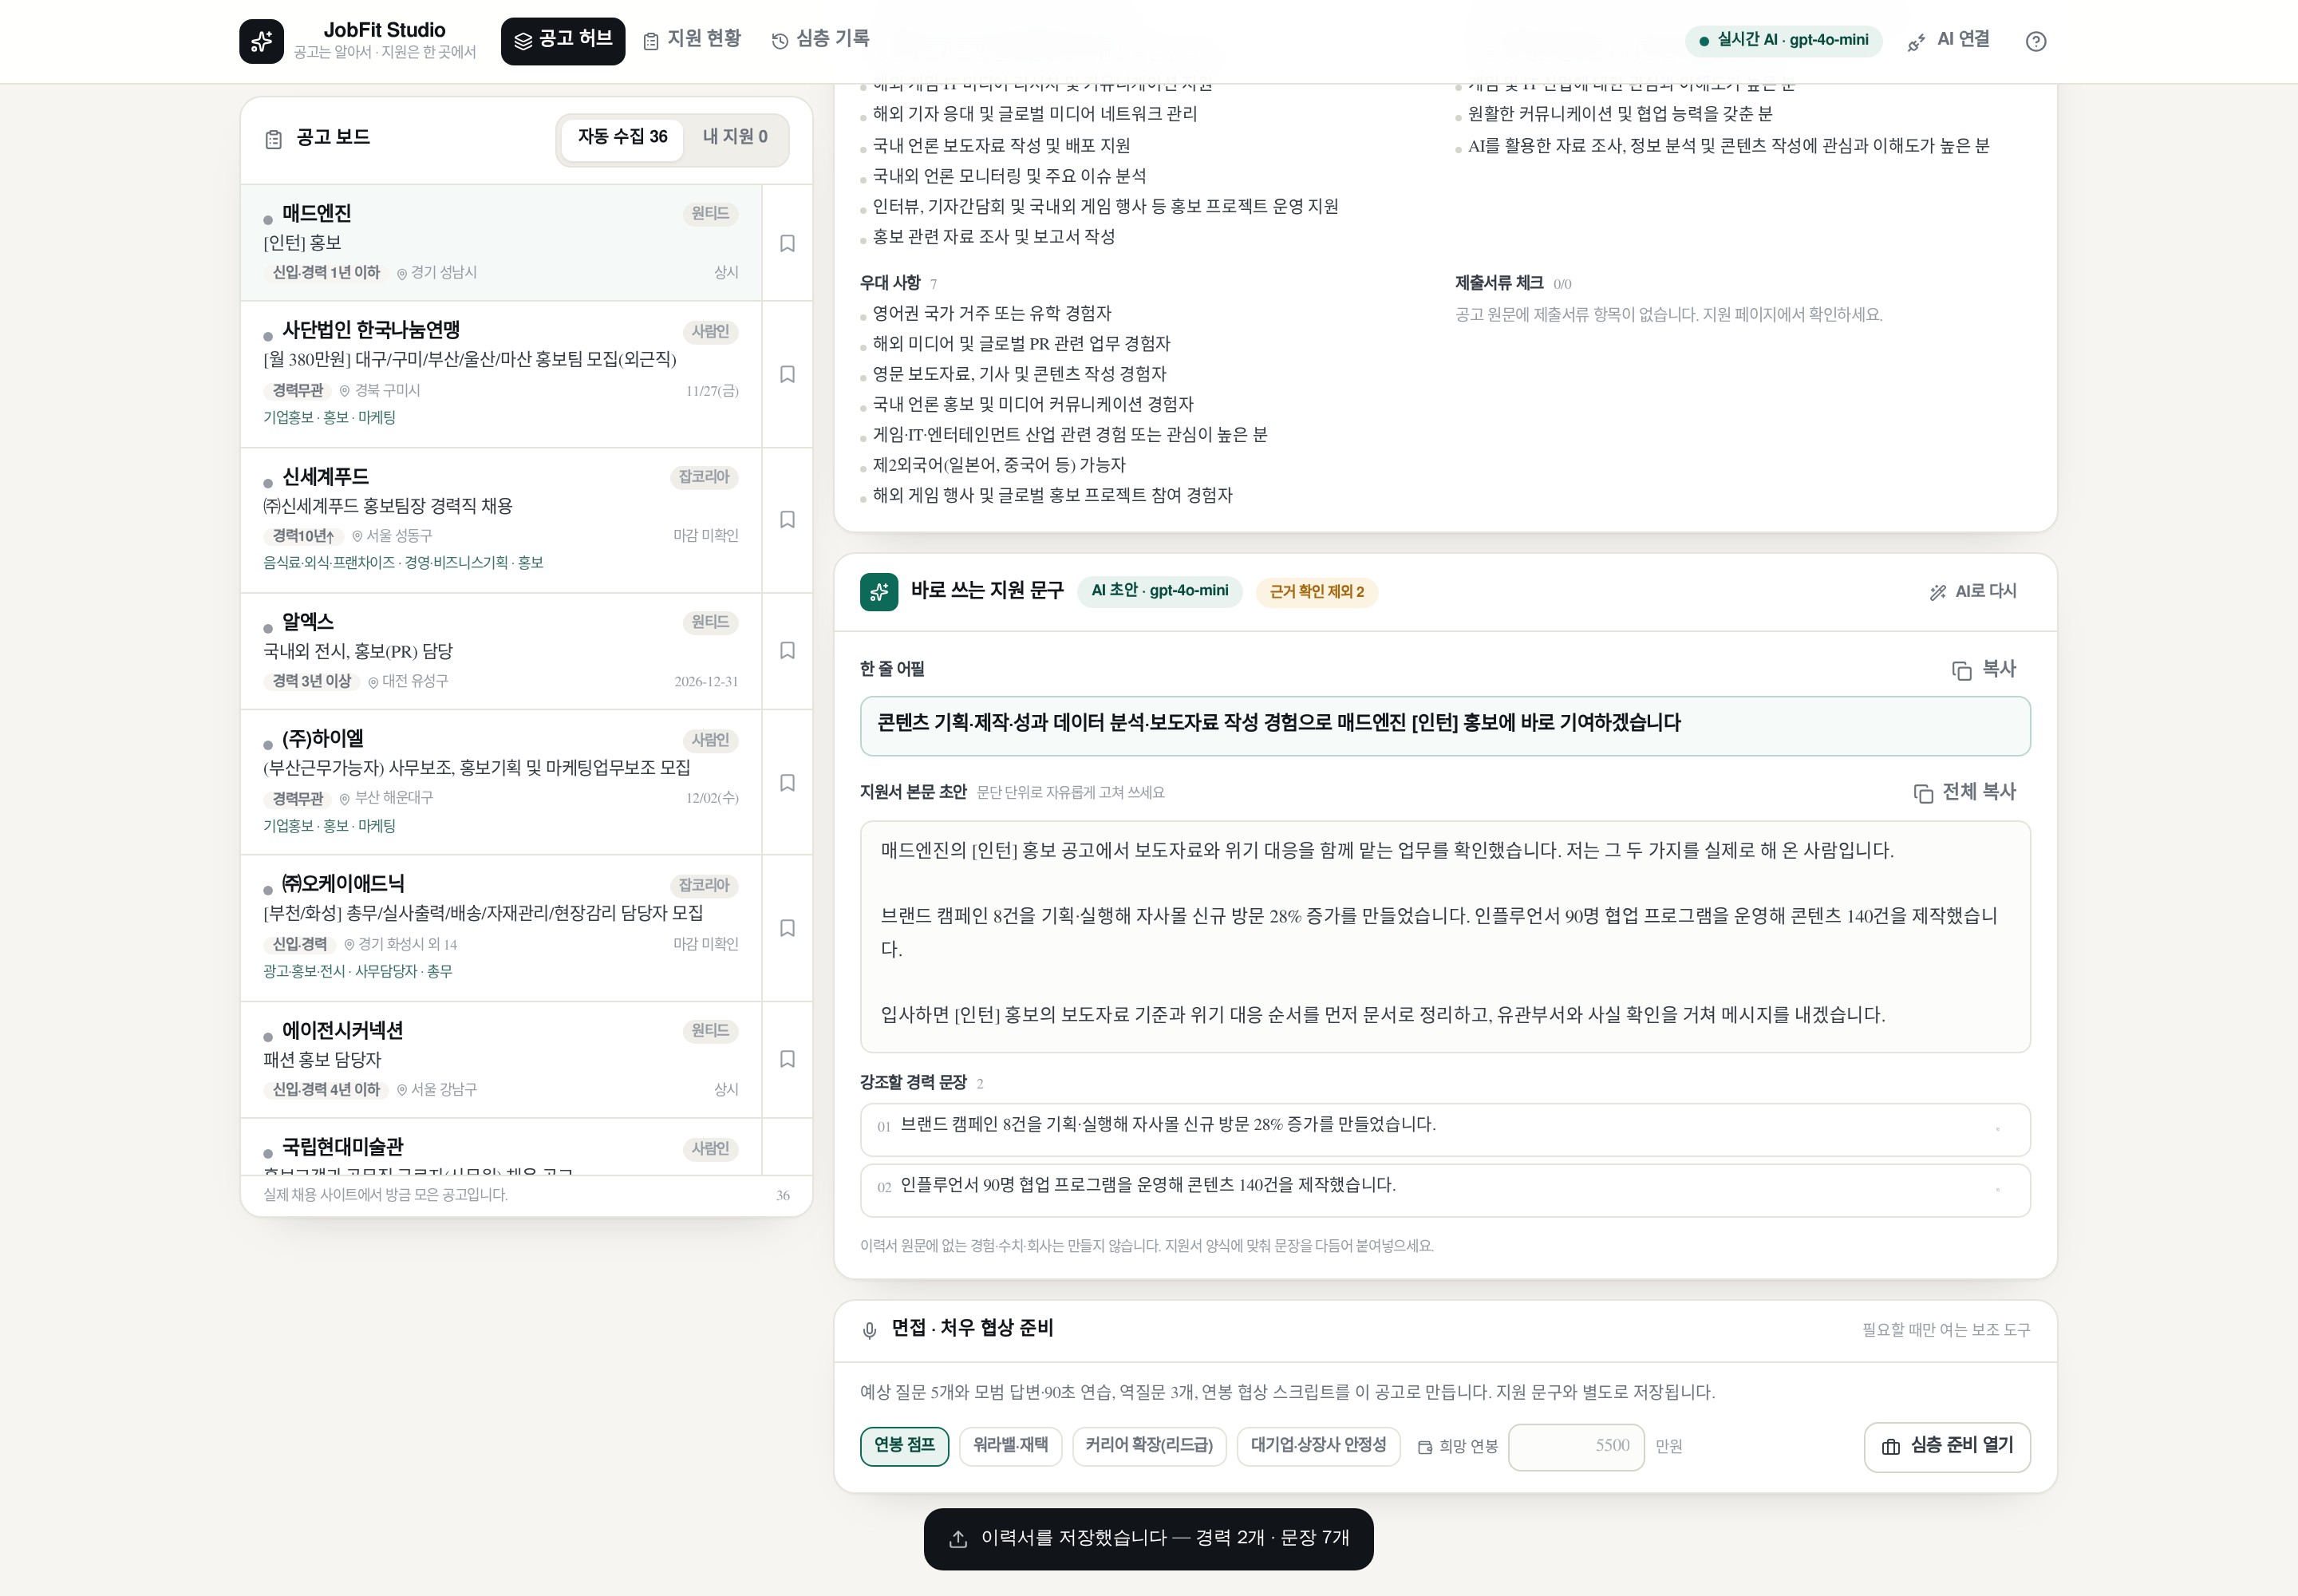 JobFit Studio
공고는 알아서 · 지원은 한 곳에서
공고 허브
지원 현황
심층 기록
실시간 AI · gpt-4o-mini
AI 연결
공고 보드
자동 수집 36
내 지원 0
매드엔진
원티드
[인턴] 홍보
신입·경력 1년 이하
경기 성남시
상시
사단법인 한국나눔연맹
사람인
[월 380만원] 대구/구미/부산/울산/마산 홍보팀 모집(외근직)
경력무관
경북 구미시
11/27(금)
기업홍보 · 홍보 · 마케팅
신세계푸드
잡코리아
㈜신세계푸드 홍보팀장 경력직 채용
경력10년↑
서울 성동구
마감 미확인
음식료·외식·프랜차이즈 · 경영·비즈니스기획 · 홍보
알엑스
원티드
국내외 전시, 홍보(PR) 담당
경력 3년 이상
대전 유성구
2026-12-31
(주)하이엘
사람인
(부산근무가능자) 사무보조, 홍보기획 및 마케팅업무보조 모집
경력무관
부산 해운대구
12/02(수)
기업홍보 · 홍보 · 마케팅
㈜오케이애드닉
잡코리아
[부천/화성] 총무/실사출력/배송/자재관리/현장감리 담당자 모집
신입·경력
경기 화성시 외 14
마감 미확인
광고·홍보·전시 · 사무담당자 · 총무
에이전시커넥션
원티드
패션 홍보 담당자
신입·경력 4년 이하
서울 강남구
상시
국립현대미술관
사람인
실제 채용 사이트에서 방금 모은 공고입니다.
36
해외 기자 응대 및 글로벌 미디어 네트워크 관리
국내 언론 보도자료 작성 및 배포 지원
국내외 언론 모니터링 및 주요 이슈 분석
인터뷰, 기자간담회 및 국내외 게임 행사 등 홍보 프로젝트 운영 지원
홍보 관련 자료 조사 및 보고서 작성
원활한 커뮤니케이션 및 협업 능력을 갖춘 분
AI를 활용한 자료 조사, 정보 분석 및 콘텐츠 작성에 관심과 이해도가 높은 분
우대 사항 7
영어권 국가 거주 또는 유학 경험자
해외 미디어 및 글로벌 PR 관련 업무 경험자
영문 보도자료, 기사 및 콘텐츠 작성 경험자
국내 언론 홍보 및 미디어 커뮤니케이션 경험자
게임·IT·엔터테인먼트 산업 관련 경험 또는 관심이 높은 분
제2외국어(일본어, 중국어 등) 가능자
해외 게임 행사 및 글로벌 홍보 프로젝트 참여 경험자
제출서류 체크 0/0
공고 원문에 제출서류 항목이 없습니다. 지원 페이지에서 확인하세요.
바로 쓰는 지원 문구
AI 초안 · gpt-4o-mini
근거 확인 제외 2
AI로 다시
한 줄 어필
복사
콘텐츠 기획·제작·성과 데이터 분석·보도자료 작성 경험으로 매드엔진 [인턴] 홍보에 바로 기여하겠습니다
지원서 본문 초안 문단 단위로 자유롭게 고쳐 쓰세요
전체 복사
매드엔진의 [인턴] 홍보 공고에서 보도자료와 위기 대응을 함께 맡는 업무를 확인했습니다. 저는 그 두 가지를 실제로 해 온 사람입니다.
브랜드 캠페인 8건을 기획·실행해 자사몰 신규 방문 28% 증가를 만들었습니다. 인플루언서 90명 협업 프로그램을 운영해 콘텐츠 140건을 제작했습니
다.
입사하면 [인턴] 홍보의 보도자료 기준과 위기 대응 순서를 먼저 문서로 정리하고, 유관부서와 사실 확인을 거쳐 메시지를 내겠습니다.
강조할 경력 문장 2
01 브랜드 캠페인 8건을 기획·실행해 자사몰 신규 방문 28% 증가를 만들었습니다.
02 인플루언서 90명 협업 프로그램을 운영해 콘텐츠 140건을 제작했습니다.
이력서 원문에 없는 경험·수치·회사는 만들지 않습니다. 지원서 양식에 맞춰 문장을 다듬어 붙여넣으세요.
면접 · 처우 협상 준비
필요할 때만 여는 보조 도구
예상 질문 5개와 모범 답변·90초 연습, 역질문 3개, 연봉 협상 스크립트를 이 공고로 만듭니다. 지원 문구와 별도로 저장됩니다.
연봉 점프
워라밸·재택
커리어 확장(리드급)
대기업·상장사 안정성
희망 연봉
5500
만원
심층 준비 열기
이력서를 저장했습니다 — 경력 2개 · 문장 7개